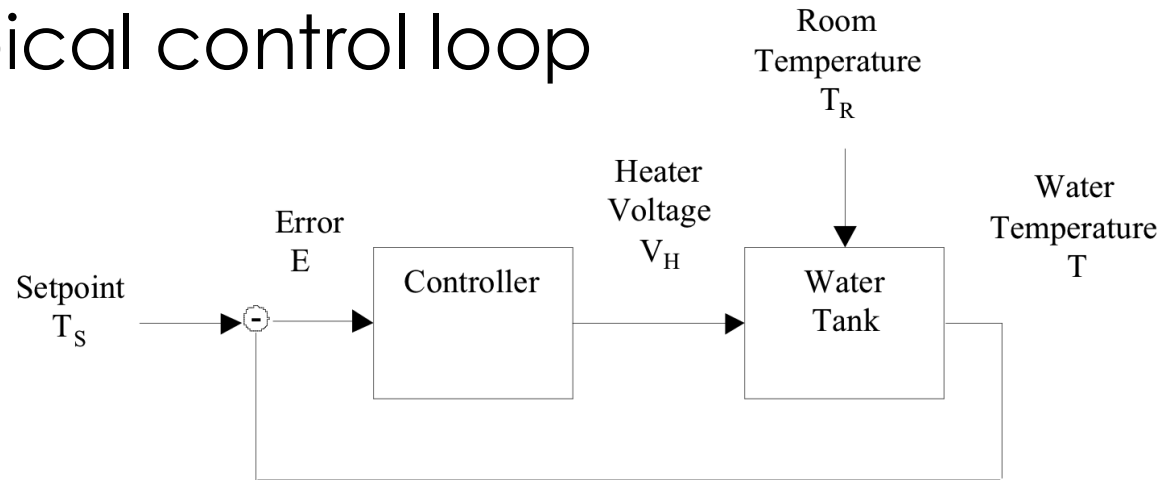 ical control loop
Room
Temperature
T_R
Heater
Voltage
V_H
Water
Temperature
T
Error
E
Setpoint
T_S
-
Controller
Water
Tank